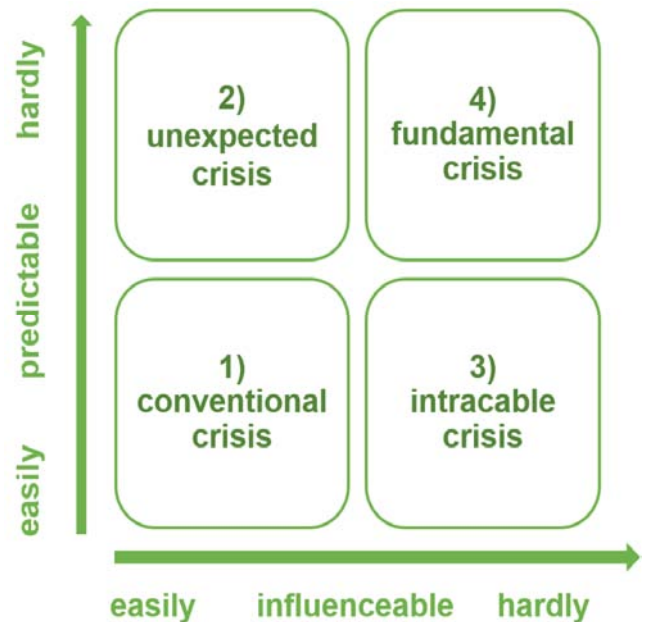 hardly
predictable
easily
2)
unexpected
crisis
4)
fundamental
crisis
1)
conventional
crisis
3)
intracable
crisis
easily influenceable hardly